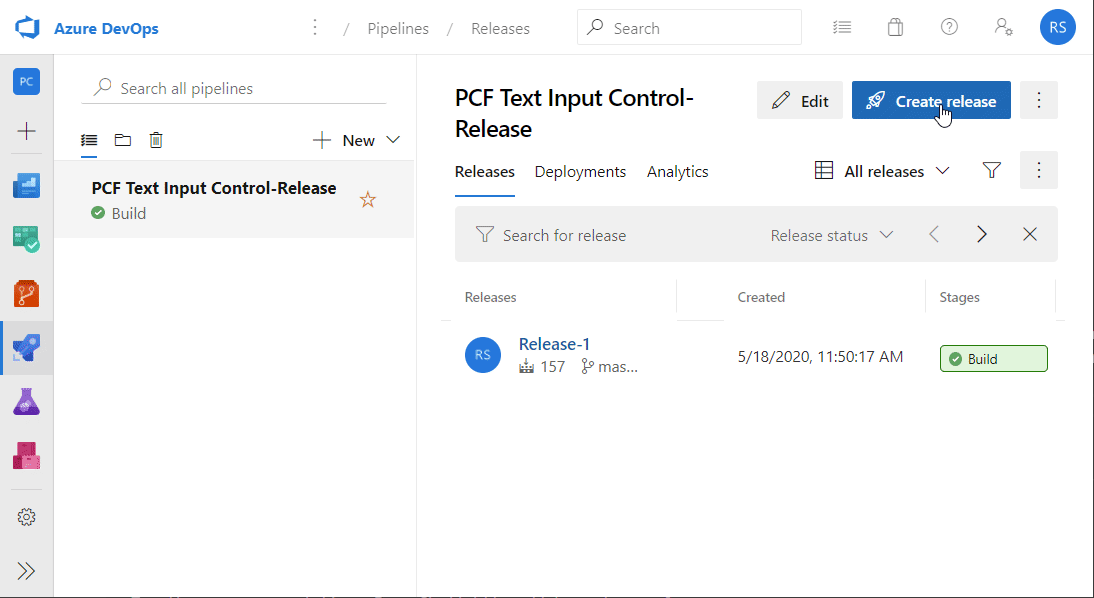 Azure DevOps
/ Pipelines / Releases
Search
RS
PC
Search all pipelines
New
PCF Text Input Control-Release
Build
PCF Text Input Control-
Release
Edit
Create release
Releases
Deployments
Analytics
All releases
Search for release
Release status
Releases
Created
Stages
RS
Release-1
157
mas...
5/18/2020, 11:50:17 AM
Build